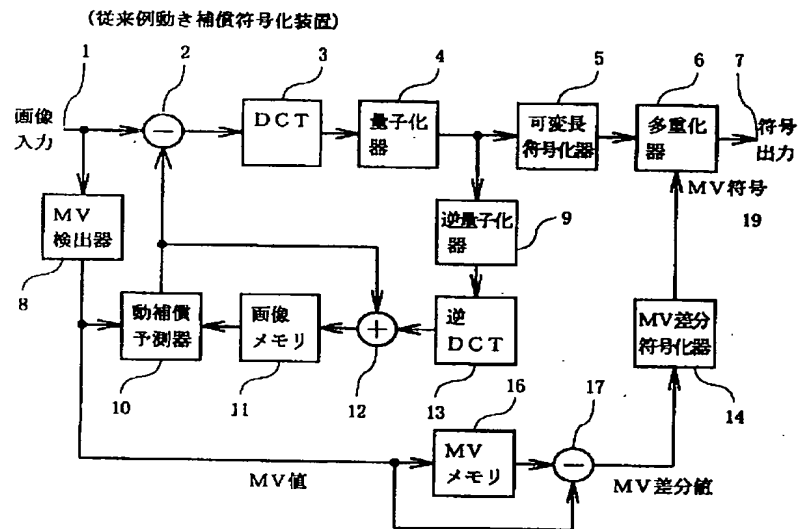 (従来例動き補償符号化装置)
1
2
3
4
5
6
7
画像
入力
−
DCT
量子化
器
可変長
符号化器
多重化
器
符号
出力
MV符号
19
MV
検出器
8
逆量子化
器
9
動補償
予測器
10
画像
メモリ
11
+
12
逆
DCT
13
MV差分
符号化器
14
16
17
MV
メモリ
−
MV値
MV差分値